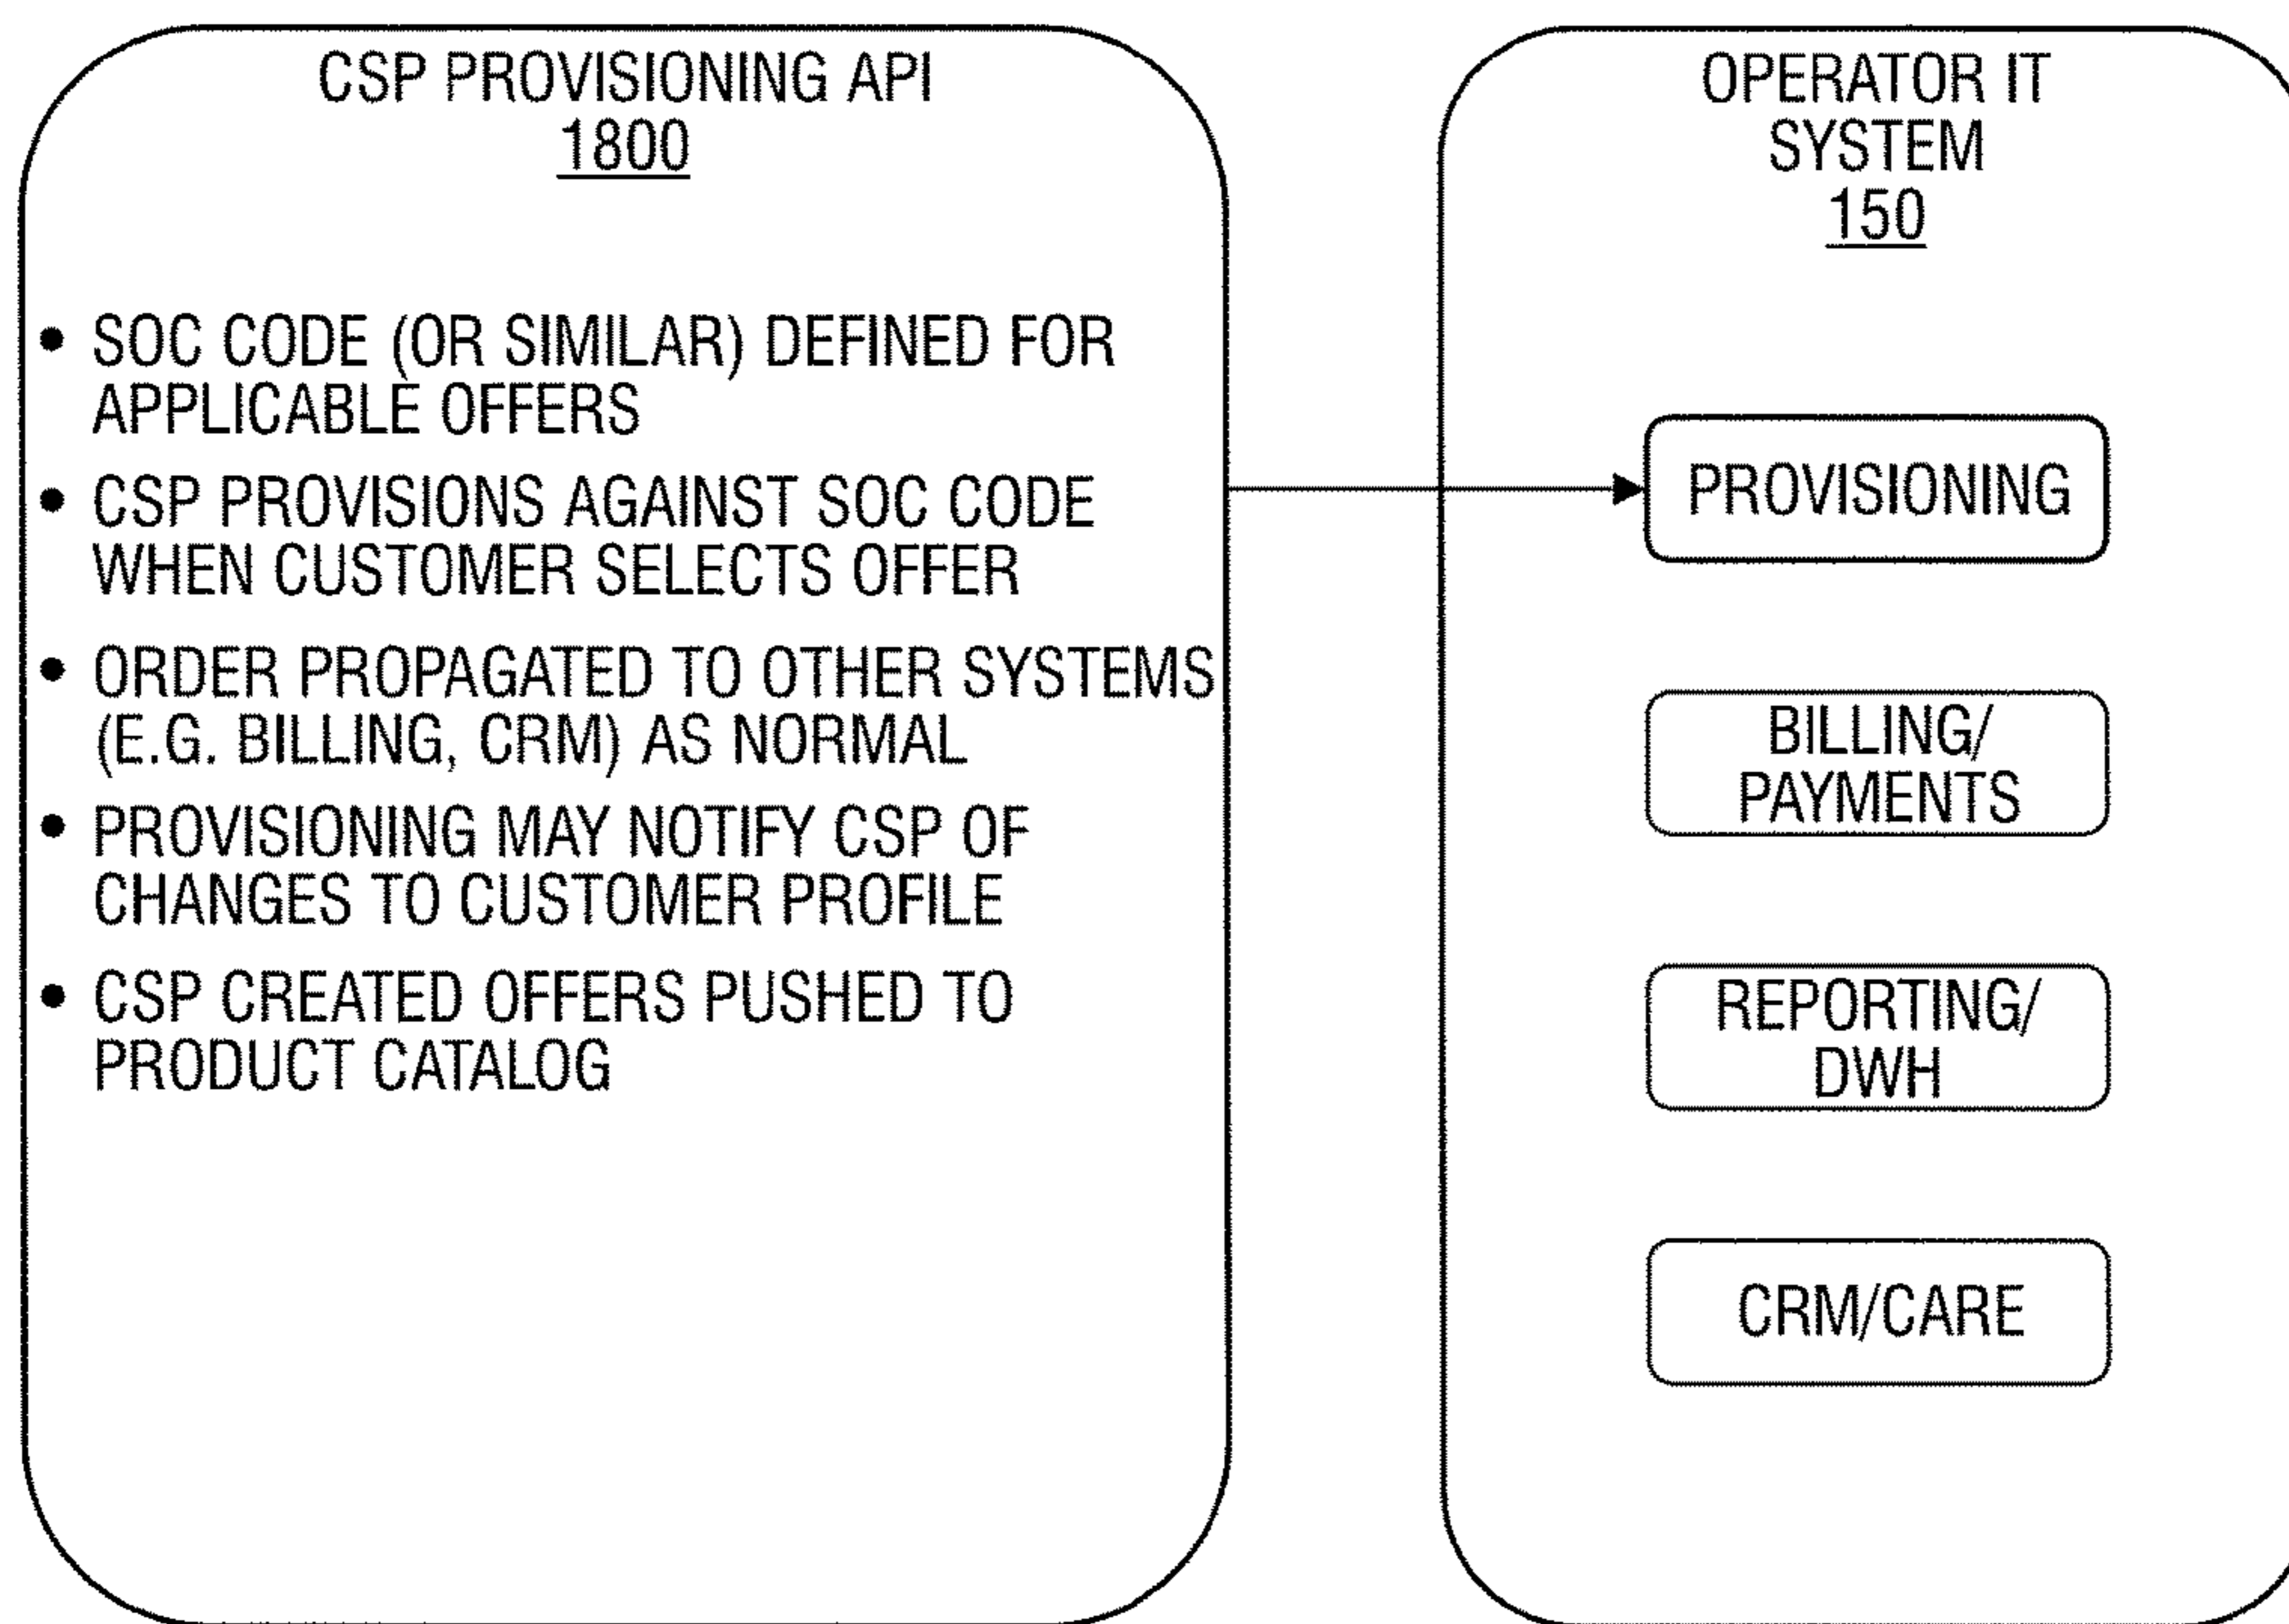 CSP PROVISIONING API
1800
• SOC CODE (OR SIMILAR) DEFINED FOR
APPLICABLE OFFERS
• CSP PROVISIONS AGAINST SOC CODE
WHEN CUSTOMER SELECTS OFFER
• ORDER PROPAGATED TO OTHER SYSTEMS
(E.G. BILLING, CRM) AS NORMAL
• PROVISIONING MAY NOTIFY CSP OF
CHANGES TO CUSTOMER PROFILE
• CSP CREATED OFFERS PUSHED TO
PRODUCT CATALOG
OPERATOR IT
SYSTEM
150
PROVISIONING
BILLING/
PAYMENTS
REPORTING/
DWH
CRM/CARE